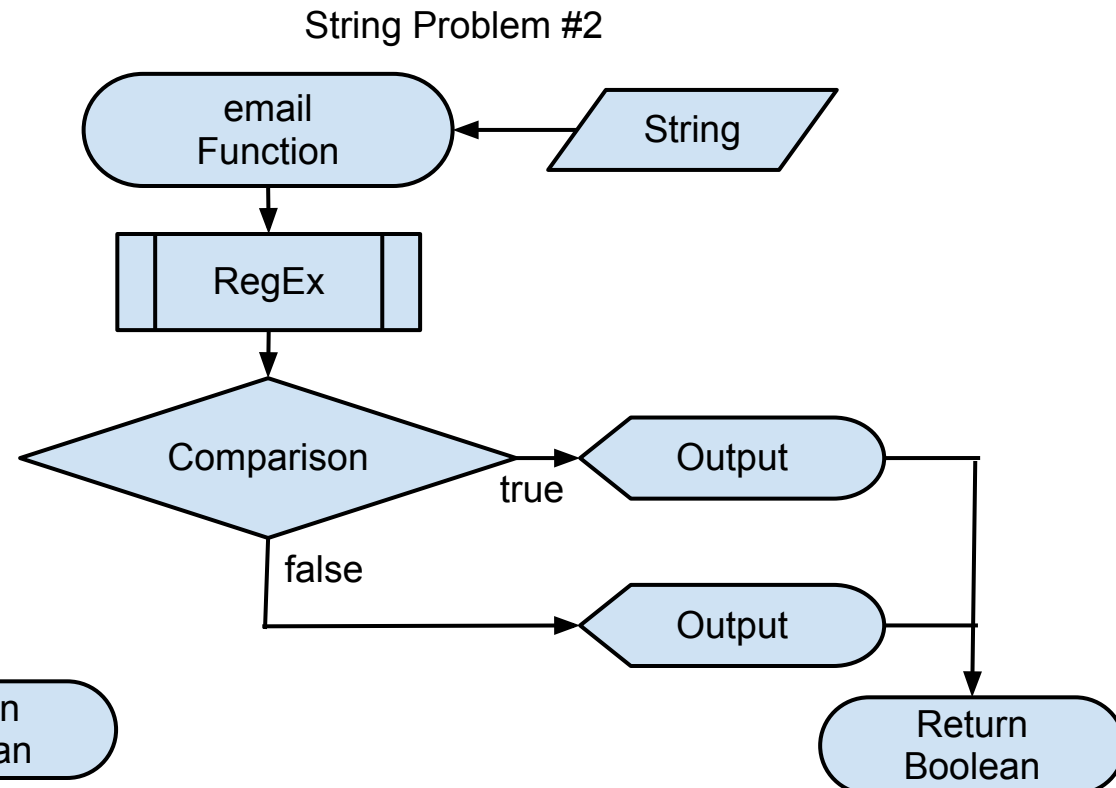 String Problem #2
email
Function
String
RegEx
Comparison
true
Output
false
Output
Return
Boolean